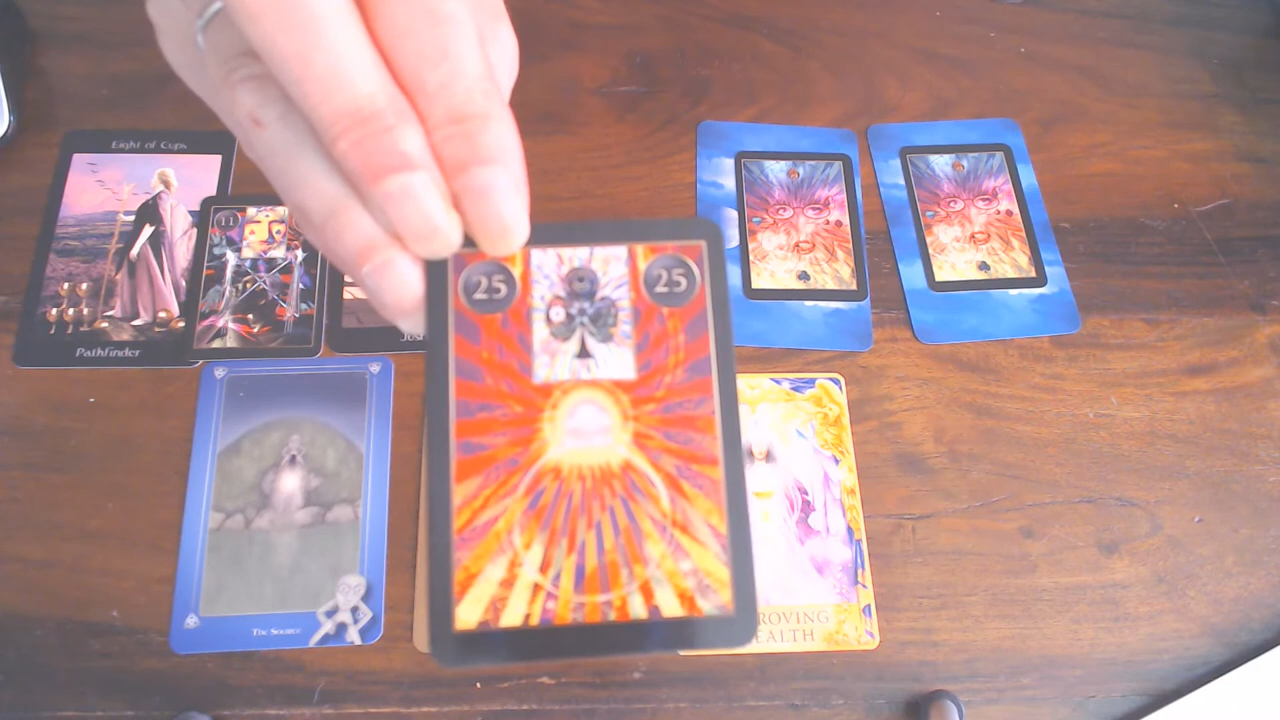 Eight of Cups
11
Pathfinder
25 25
The Source
ROVING
EALTH